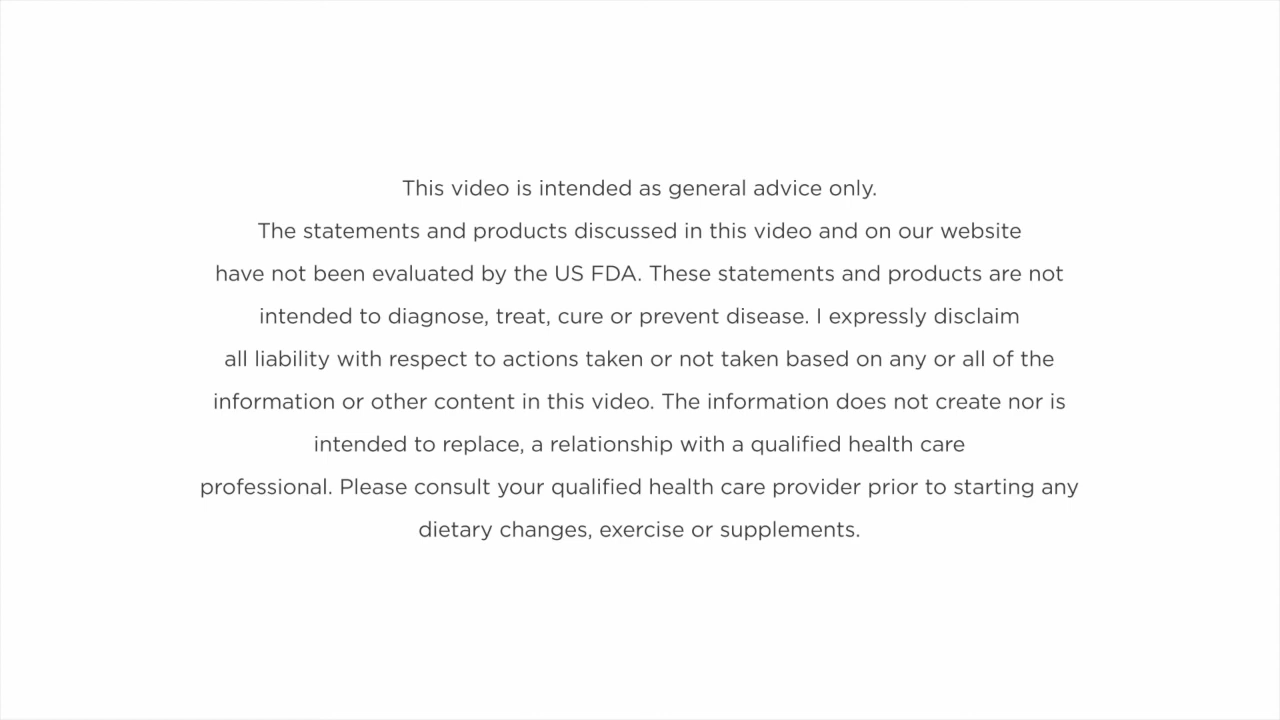 This video is intended as general advice only.
The statements and products discussed in this video and on our website
have not been evaluated by the US FDA. These statements and products are not
intended to diagnose, treat, cure or prevent disease. I expressly disclaim
all liability with respect to actions taken or not taken based on any or all of the
information or other content in this video. The information does not create nor is
intended to replace, a relationship with a qualified health care
professional. Please consult your qualified health care provider prior to starting any
dietary changes, exercise or supplements.